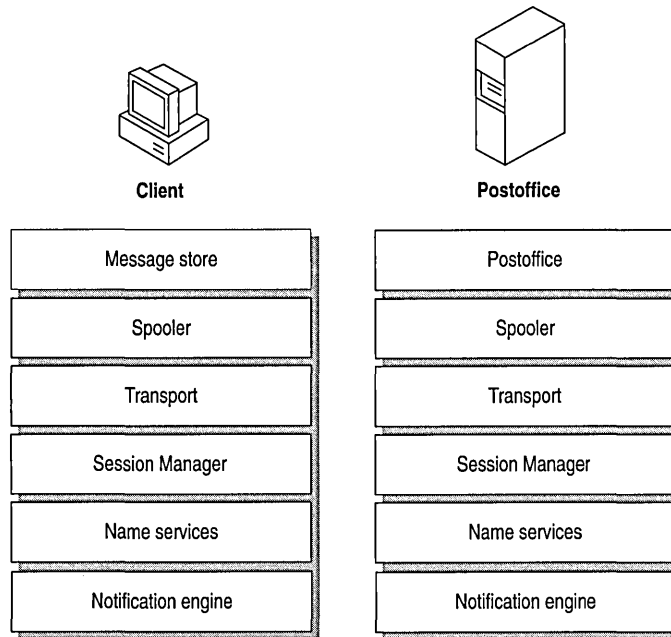 Client
Postoffice
Message store
Postoffice
Spooler
Spooler
Transport
Transport
Session Manager
Session Manager
Name services
Name services
Notification engine
Notification engine